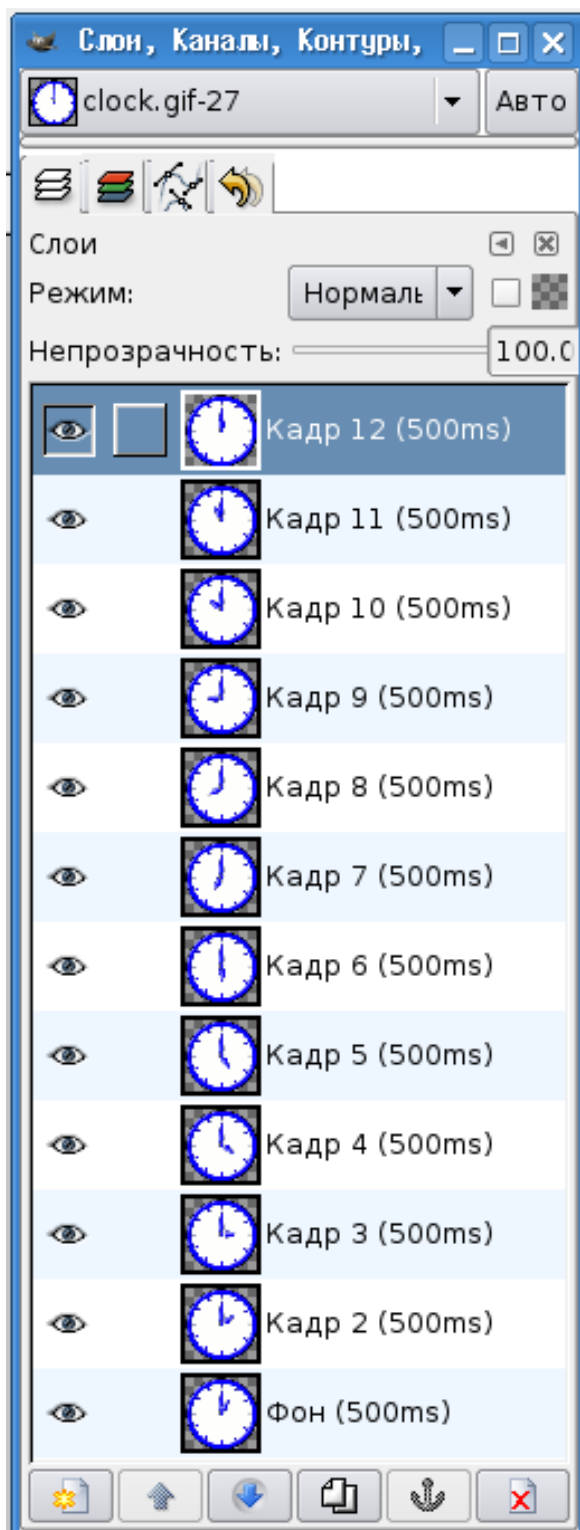 Слои, Каналы, Контуры,
clock.gif-27
Авто
Слои
Режим:
Нормаль
Непрозрачность:
100.0
Кадр 12 (500ms)
Кадр 11 (500ms)
Кадр 10 (500ms)
Кадр 9 (500ms)
Кадр 8 (500ms)
Кадр 7 (500ms)
Кадр 6 (500ms)
Кадр 5 (500ms)
Кадр 4 (500ms)
Кадр 3 (500ms)
Кадр 2 (500ms)
Фон (500ms)